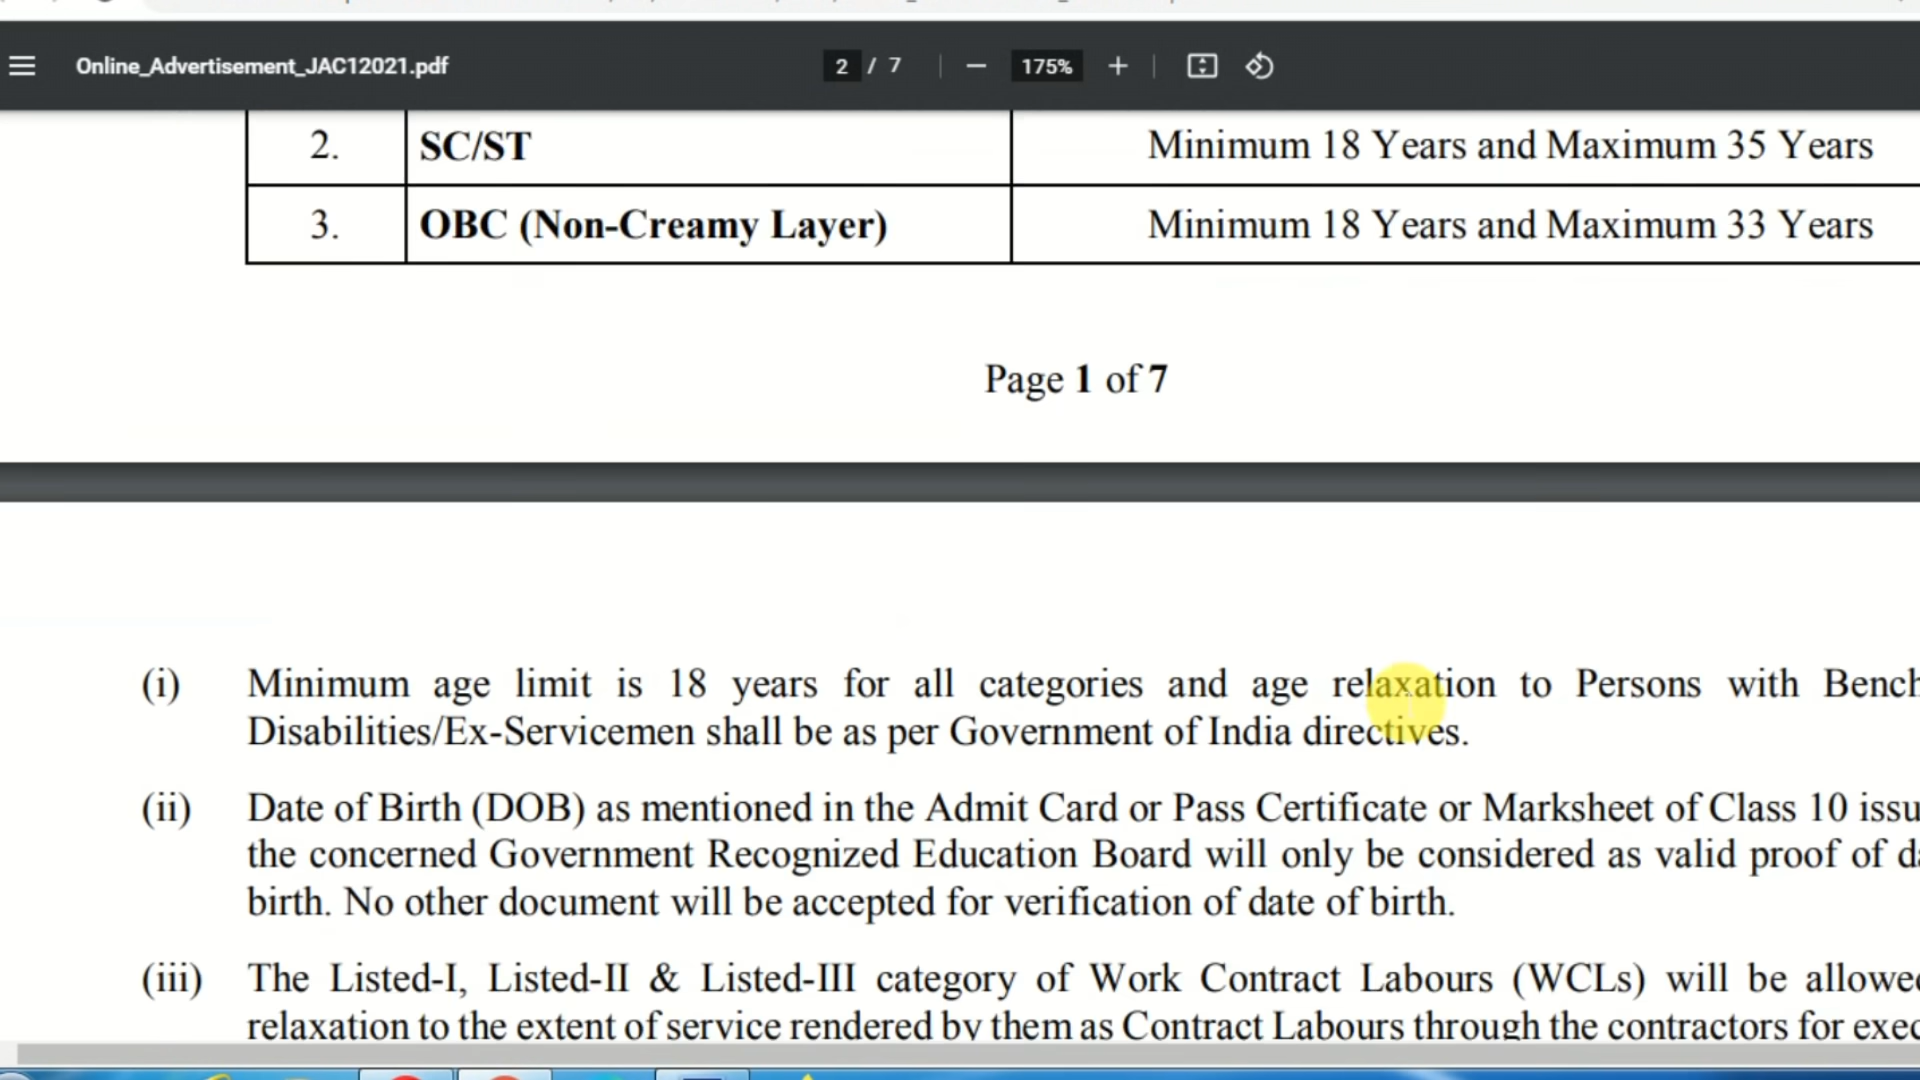 Online_Advertisement_JAC12021.pdf 2 / 7 175%
2. SC/ST Minimum 18 Years and Maximum 35 Years
3. OBC (Non-Creamy Layer) Minimum 18 Years and Maximum 33 Years
Page 1 of 7
(i) Minimum age limit is 18 years for all categories and age relaxation to Persons with Bench
Disabilities/Ex-Servicemen shall be as per Government of India directives.
(ii) Date of Birth (DOB) as mentioned in the Admit Card or Pass Certificate or Marksheet of Class 10 issu
the concerned Government Recognized Education Board will only be considered as valid proof of da
birth. No other document will be accepted for verification of date of birth.
(iii) The Listed-I, Listed-II & Listed-III category of Work Contract Labours (WCLs) will be allowe
relaxation to the extent of service rendered by them as Contract Labours through the contractors for exec